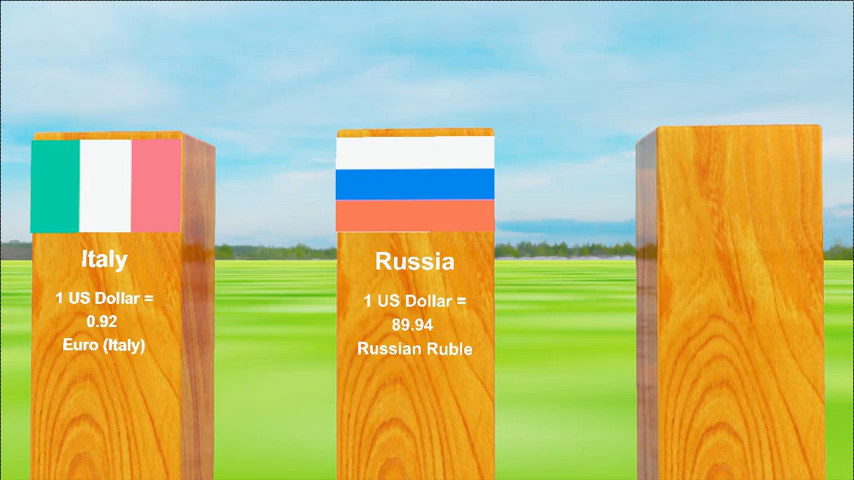 Italy
1 US Dollar =
0.92
Euro (Italy)
Russia
1 US Dollar =
89.94
Russian Ruble